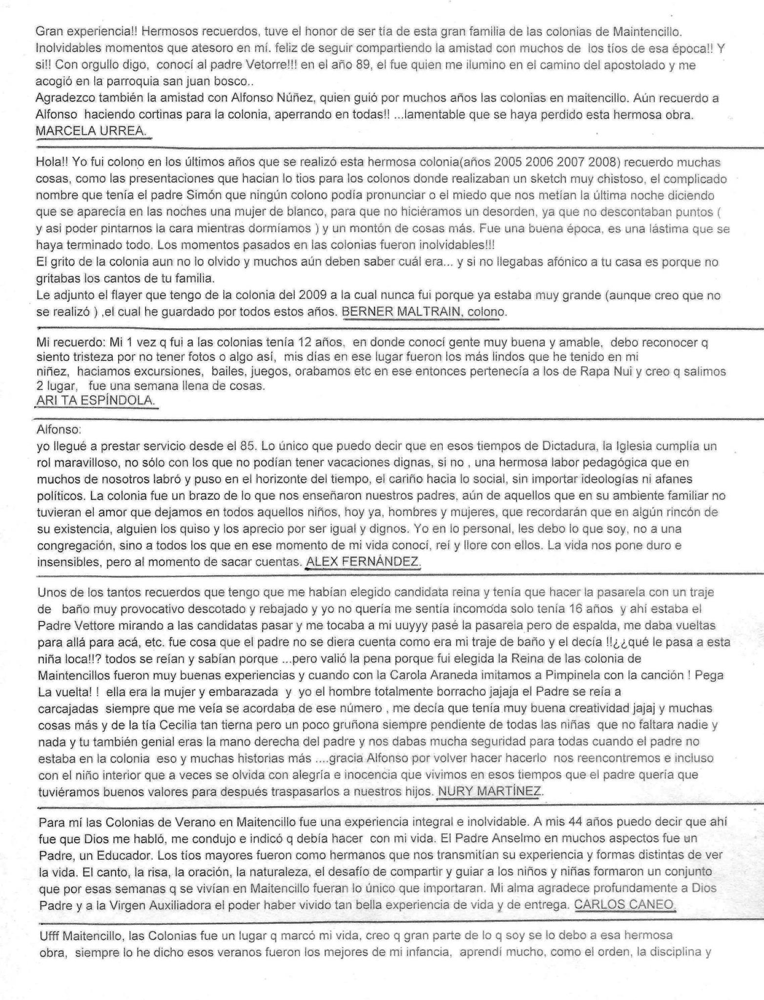 Gran experiencia!! Hermosos recuerdos, tuve el honor de ser tía de esta gran familia de las colonias de Maintencillo.
Inolvidables momentos que atesoro en mí. feliz de seguir compartiendo la amistad con muchos de los tíos de esa época!! Y
si!! Con orgullo digo, conocí al padre Vetorre!!! en el año 89, el fue quien me ilumino en el camino del apostolado y me
acogió en la parroquia san juan bosco..
Agradezco también la amistad con Alfonso Núñez, quien guió por muchos años las colonias en maitencillo. Aún recuerdo a
Alfonso haciendo cortinas para la colonia, aperrando en todas!! ...lamentable que se haya perdido esta hermosa obra.
MARCELA URREA.
Hola!! Yo fui colono en los últimos años que se realizó esta hermosa colonia(años 2005 2006 2007 2008) recuerdo muchas
cosas, como las presentaciones que hacian lo tios para los colonos donde realizaban un sketch muy chistoso, el complicado
nombre que tenía el padre Simón que ningún colono podía pronunciar o el miedo que nos metían la última noche diciendo
que se aparecía en las noches una mujer de blanco, para que no hiciéramos un desorden, ya que no descontaban puntos (
y asi poder pintarnos la cara mientras dormíamos ) y un montón de cosas más. Fue una buena época, es una lástima que se
haya terminado todo. Los momentos pasados en las colonias fueron inolvidables!!!
El grito de la colonia aun no lo olvido y muchos aún deben saber cuál era... y si no llegabas afónico a tu casa es porque no
gritabas los cantos de tu familia.
Le adjunto el flayer que tengo de la colonia del 2009 a la cual nunca fui porque ya estaba muy grande (aunque creo que no
se realizó ) ,el cual he guardado por todos estos años. BERNER MALTRAIN, colono.
Mi recuerdo: Mi 1 vez q fui a las colonias tenía 12 años, en donde conocí gente muy buena y amable, debo reconocer q
siento tristeza por no tener fotos o algo así, mis días en ese lugar fueron los más lindos que he tenido en mi
niñez, haciamos excursiones, bailes, juegos, orabamos etc en ese entonces pertenecía a los de Rapa Nui y creo q salimos
2 lugar, fue una semana llena de cosas.
ARI TA ESPÍNDOLA.
Alfonso:
yo llegué a prestar servicio desde el 85. Lo único que puedo decir que en esos tiempos de Dictadura, la Iglesia cumplía un
rol maravilloso, no sólo con los que no podían tener vacaciones dignas, si no , una hermosa labor pedagógica que en
muchos de nosotros labró y puso en el horizonte del tiempo, el cariño hacia lo social, sin importar ideologías ni afanes
políticos. La colonia fue un brazo de lo que nos enseñaron nuestros padres, aún de aquellos que en su ambiente familiar no
tuvieran el amor que dejamos en todos aquellos niños, hoy ya, hombres y mujeres, que recordarán que en algún rincón de
su existencia, alguien los quiso y los aprecio por ser igual y dignos. Yo en lo personal, les debo lo que soy, no a una
congregación, sino a todos los que en ese momento de mi vida conocí, reí y llore con ellos. La vida nos pone duro e
insensibles, pero al momento de sacar cuentas. ALEX FERNÁNDEZ.
Unos de los tantos recuerdos que tengo que me habían elegido candidata reina y tenía que hacer la pasarela con un traje
de baño muy provocativo descotado y rebajado y yo no quería me sentía incomoda solo tenía 16 años y ahí estaba el
Padre Vettore mirando a las candidatas pasar y me tocaba a mi uuyyy pasé la pasarela pero de espalda, me daba vueltas
para allá para acá, etc. fue cosa que el padre no se diera cuenta como era mi traje de baño y el decía !!¿¿qué le pasa a esta
niña loca!!? todos se reían y sabían porque ...pero valió la pena porque fui elegida la Reina de las colonia de
Maintencillos fueron muy buenas experiencias y cuando con la Carola Araneda imitamos a Pimpinela con la canción ! Pega
La vuelta! ! ella era la mujer y embarazada y yo el hombre totalmente borracho jajaja el Padre se reía a
carcajadas siempre que me veía se acordaba de ese número , me decía que tenía muy buena creatividad jajaj y muchas
cosas más y de la tía Cecilia tan tierna pero un poco gruñona siempre pendiente de todas las niñas que no faltara nadie y
nada y tu también genial eras la mano derecha del padre y nos dabas mucha seguridad para todas cuando el padre no
estaba en la colonia eso y muchas historias más ....gracia Alfonso por volver hacer hacerlo nos reencontremos e incluso
con el niño interior que a veces se olvida con alegría e inocencia que vivimos en esos tiempos que el padre quería que
tuviéramos buenos valores para después traspasarlos a nuestros hijos. NURY MARTÍNEZ.
Para mí las Colonias de Verano en Maitencillo fue una experiencia integral e inolvidable. A mis 44 años puedo decir que ahí
fue que Dios me habló, me condujo e indicó q debía hacer con mi vida. El Padre Anselmo en muchos aspectos fue un
Padre, un Educador. Los tíos mayores fueron como hermanos que nos transmitían su experiencia y formas distintas de ver
la vida. El canto, la risa, la oración, la naturaleza, el desafío de compartir y guiar a los niños y niñas formaron un conjunto
que por esas semanas q se vivían en Maitencillo fueran lo único que importaran. Mi alma agradece profundamente a Dios
Padre y a la Virgen Auxiliadora el poder haber vivido tan bella experiencia de vida y de entrega. CARLOS CANEO.
Ufff Maitencillo, las Colonias fue un lugar q marcó mi vida, creo q gran parte de lo q soy se lo debo a esa hermosa
obra, siempre lo he dicho esos veranos fueron los mejores de mi infancia, aprendí mucho, como el orden, la disciplina y